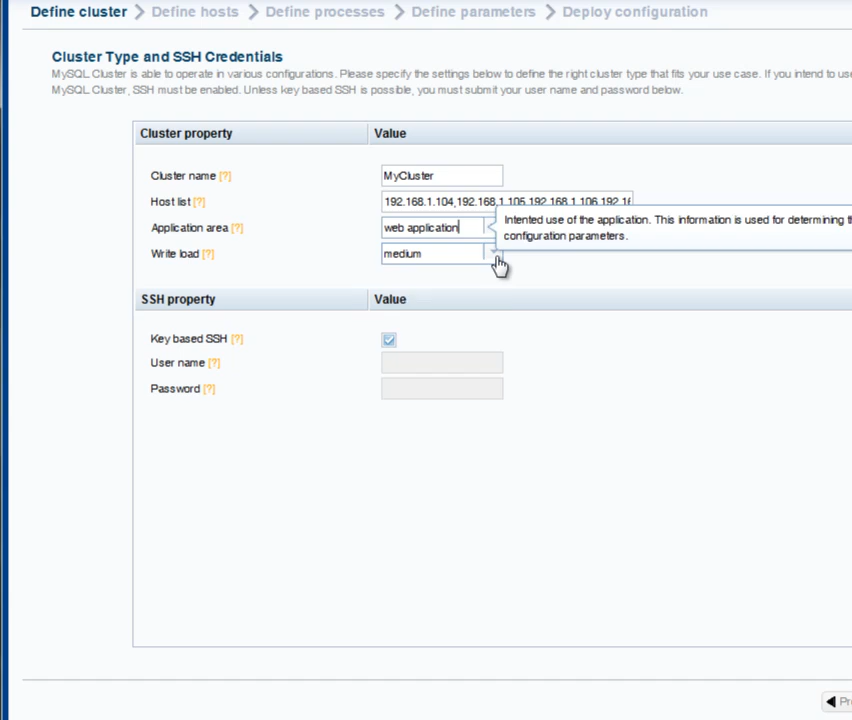 Define cluster > Define hosts > Define processes > Define parameters > Deploy configuration
Cluster Type and SSH Credentials
MySQL Cluster is able to operate in various configurations. Please specify the settings below to define the right cluster type that fits your use case. If you intend to use
MySQL Cluster, SSH must be enabled. Unless key based SSH is possible, you must submit your user name and password below.
Cluster property Value
Cluster name [?] MyCluster
Host list [?] 192.168.1.104,192.168.1.105,192.168.1.106,192.16
Application area [?] web application
Intented use of the application. This information is used for determining th
configuration parameters.
Write load [?] medium
SSH property Value
Key based SSH [?]
User name [?]
Password [?]
Pr